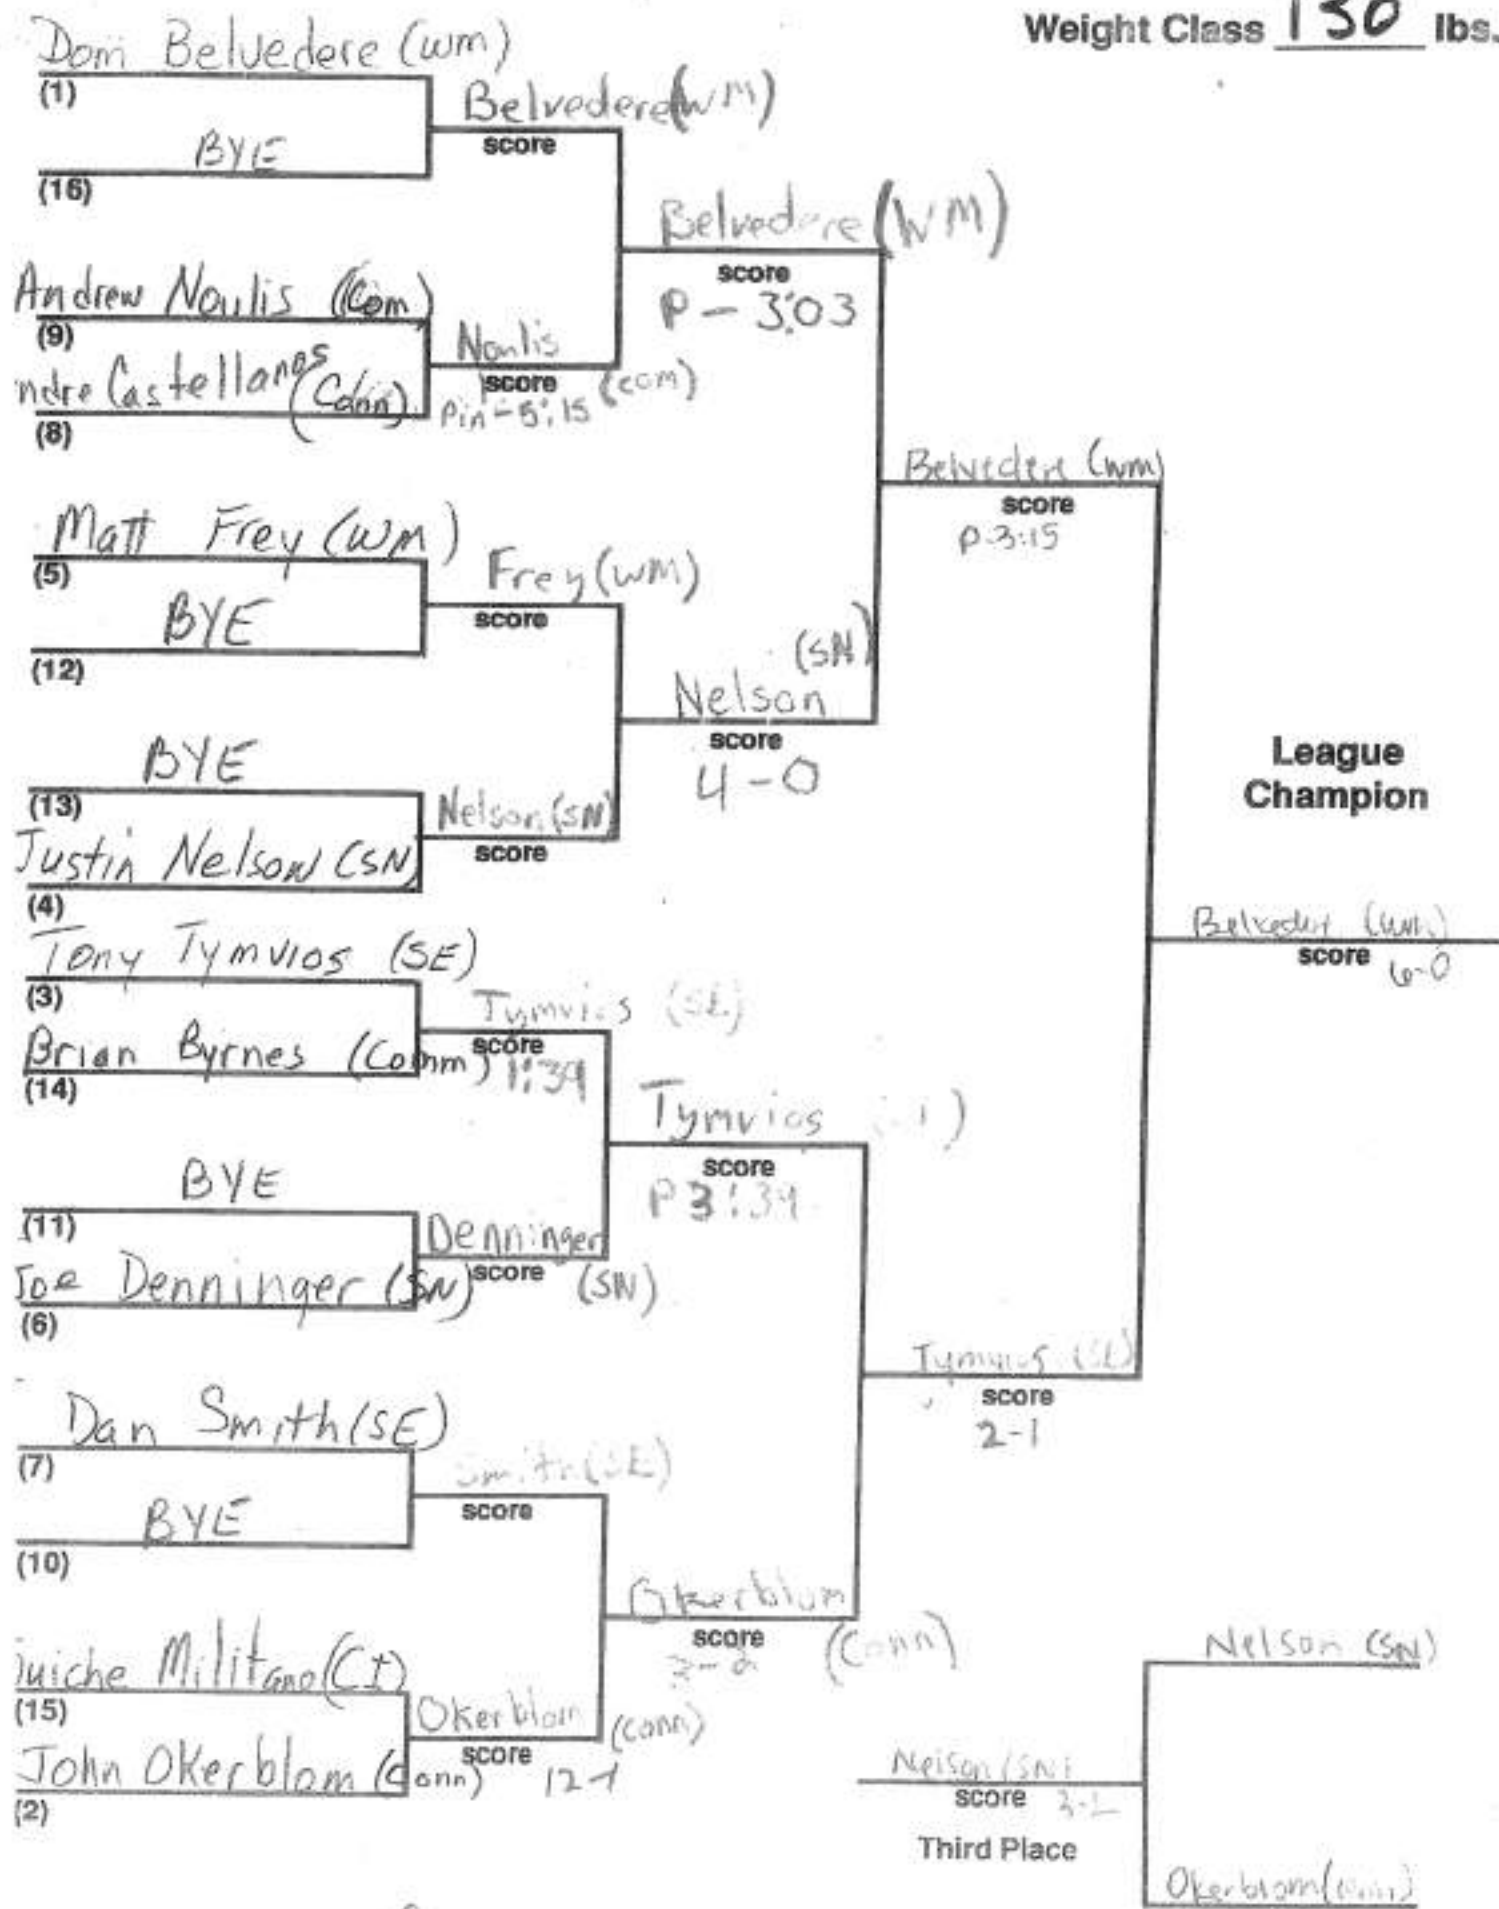 Weight Class 130 lbs.
Dom Belvedere (WM)
(1)
Belvedere (WM)
score
BYE
(16)
Belvedere (WM)
score
P - 3:03
Andrew Noulis (Com)
(9)
Noulis
score (com)
Pin - 5:15
Castellanos (Conn)
(8)
Belvedere (WM)
score
P-3:15
Matt Frey (WM)
(5)
Frey (WM)
score
BYE
(12)
(SN)
Nelson
score
4-0
BYE
(13)
Nelson (SN)
score
Justin Nelson (SN)
(4)
League
Champion
Belvedere (WM)
score 6-0
Tony Tymvios (SE)
(3)
Tymvios (SE)
score
1:39
Brian Byrnes (Comm)
(14)
Tymvios
score
P 3:39
BYE
(11)
Denninger
score (SN)
Joe Denninger (SN)
(6)
Tymvios (SE)
score
2-1
Dan Smith (SE)
(7)
Smith (SE)
score
BYE
(10)
Okerblom
score (Conn)
Militano (CI)
(15)
Okerblom (Conn)
score
12-1
John Okerblom (Conn)
(2)
Nelson (SN)
Nelson (SN)
score
Third Place
Okerblom (Conn)